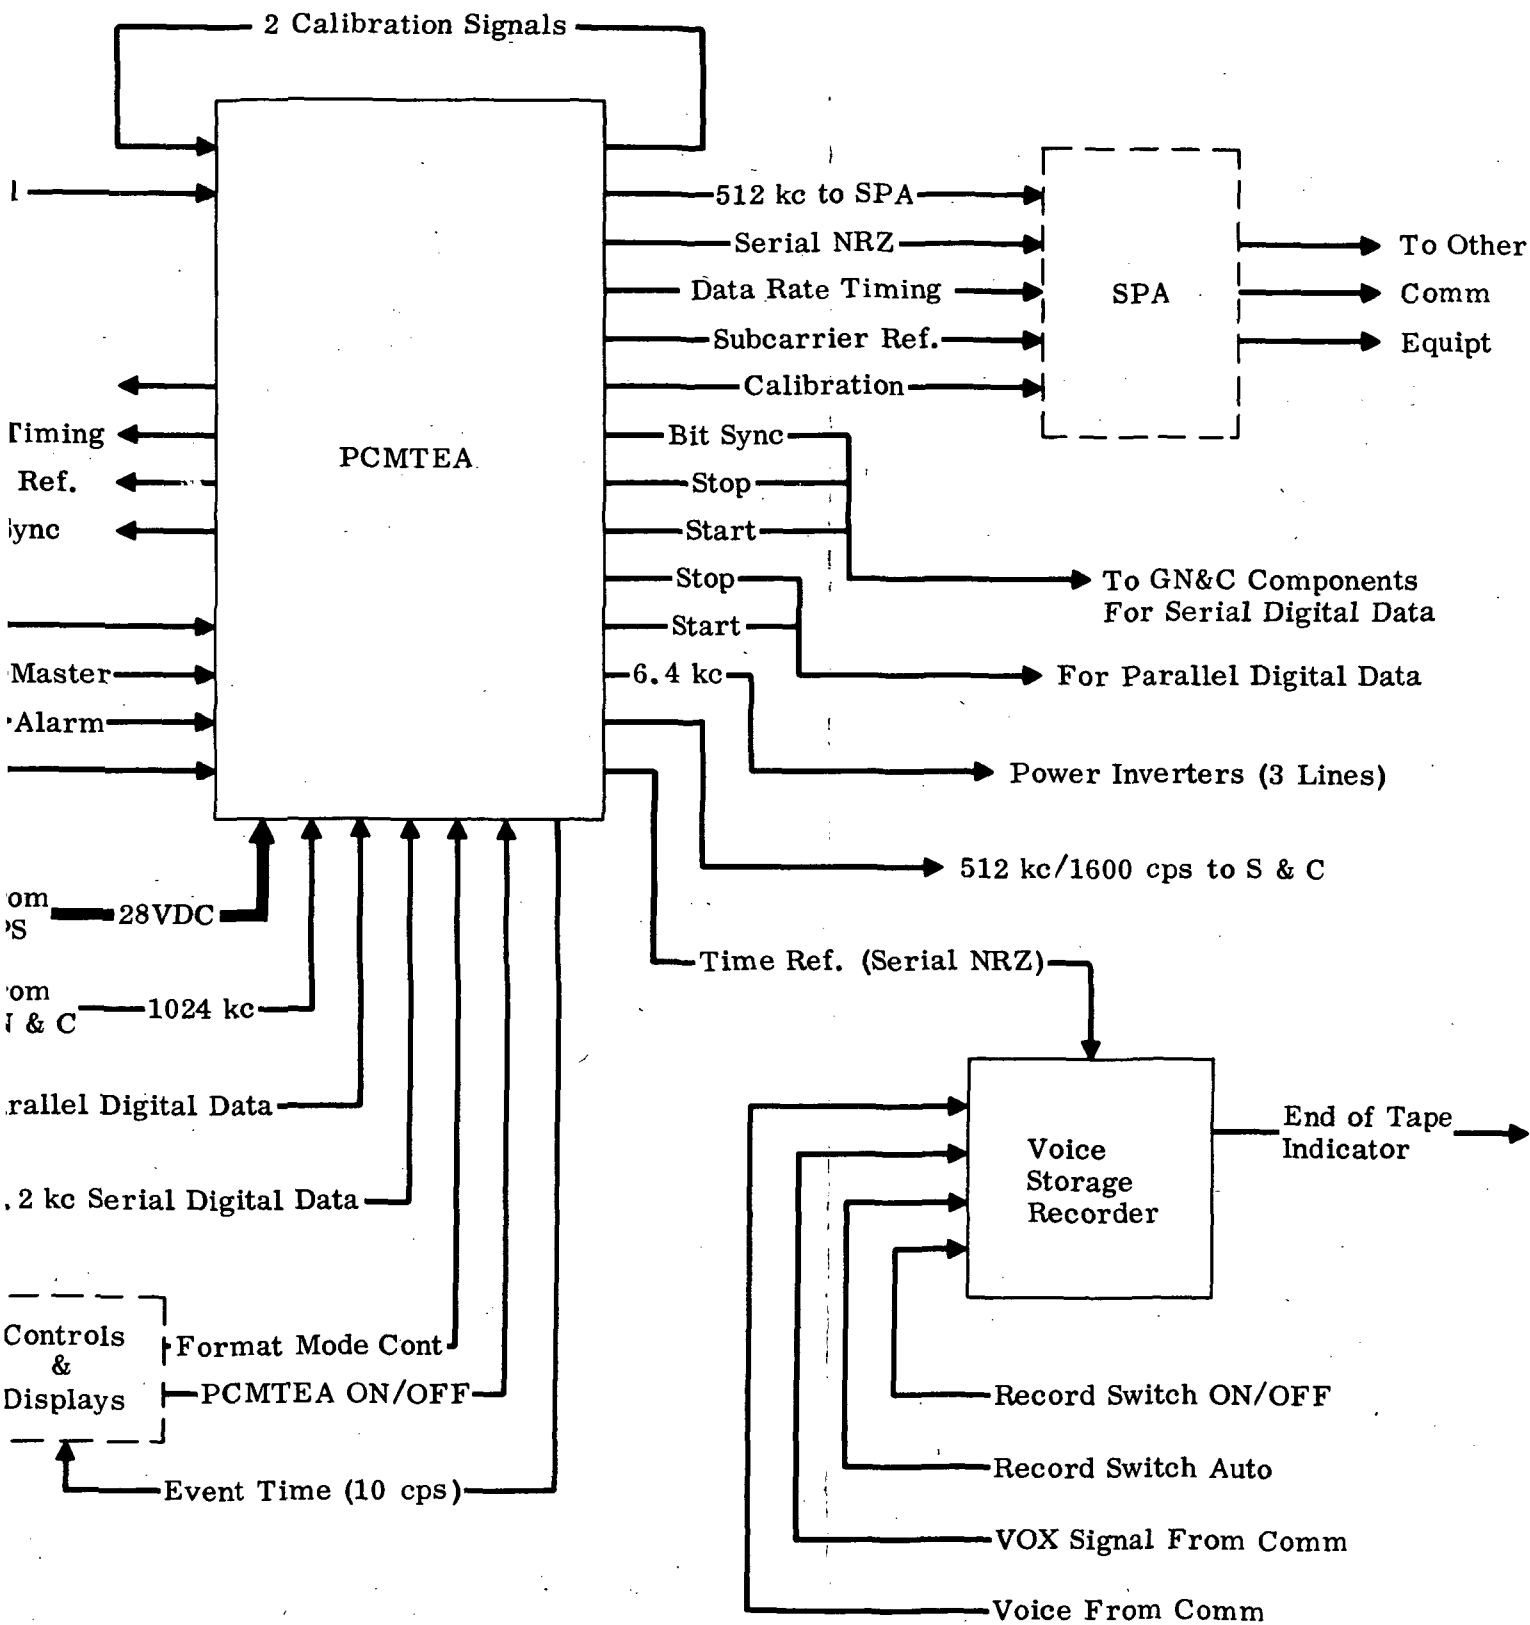 2 Calibration Signals
512 kc to SPA
Serial NRZ
Data Rate Timing
Subcarrier Ref.
Calibration
SPA
To Other
Comm
Equipt
PCMTEA
Timing
Ref.
Master
Alarm
Bit Sync
Stop
Start
Stop
Start
6.4 kc
To GN&C Components
For Serial Digital Data
For Parallel Digital Data
Power Inverters (3 Lines)
512 kc/1600 cps to S & C
Time Ref. (Serial NRZ)
28VDC
& C
1024 kc
Digital Data
2 kc Serial Digital Data
Controls
&
Displays
Format Mode Cont
PCMTEA ON/OFF
Event Time (10 cps)
Voice
Storage
Recorder
End of Tape
Indicator
Record Switch ON/OFF
Record Switch Auto
VOX Signal From Comm
Voice From Comm